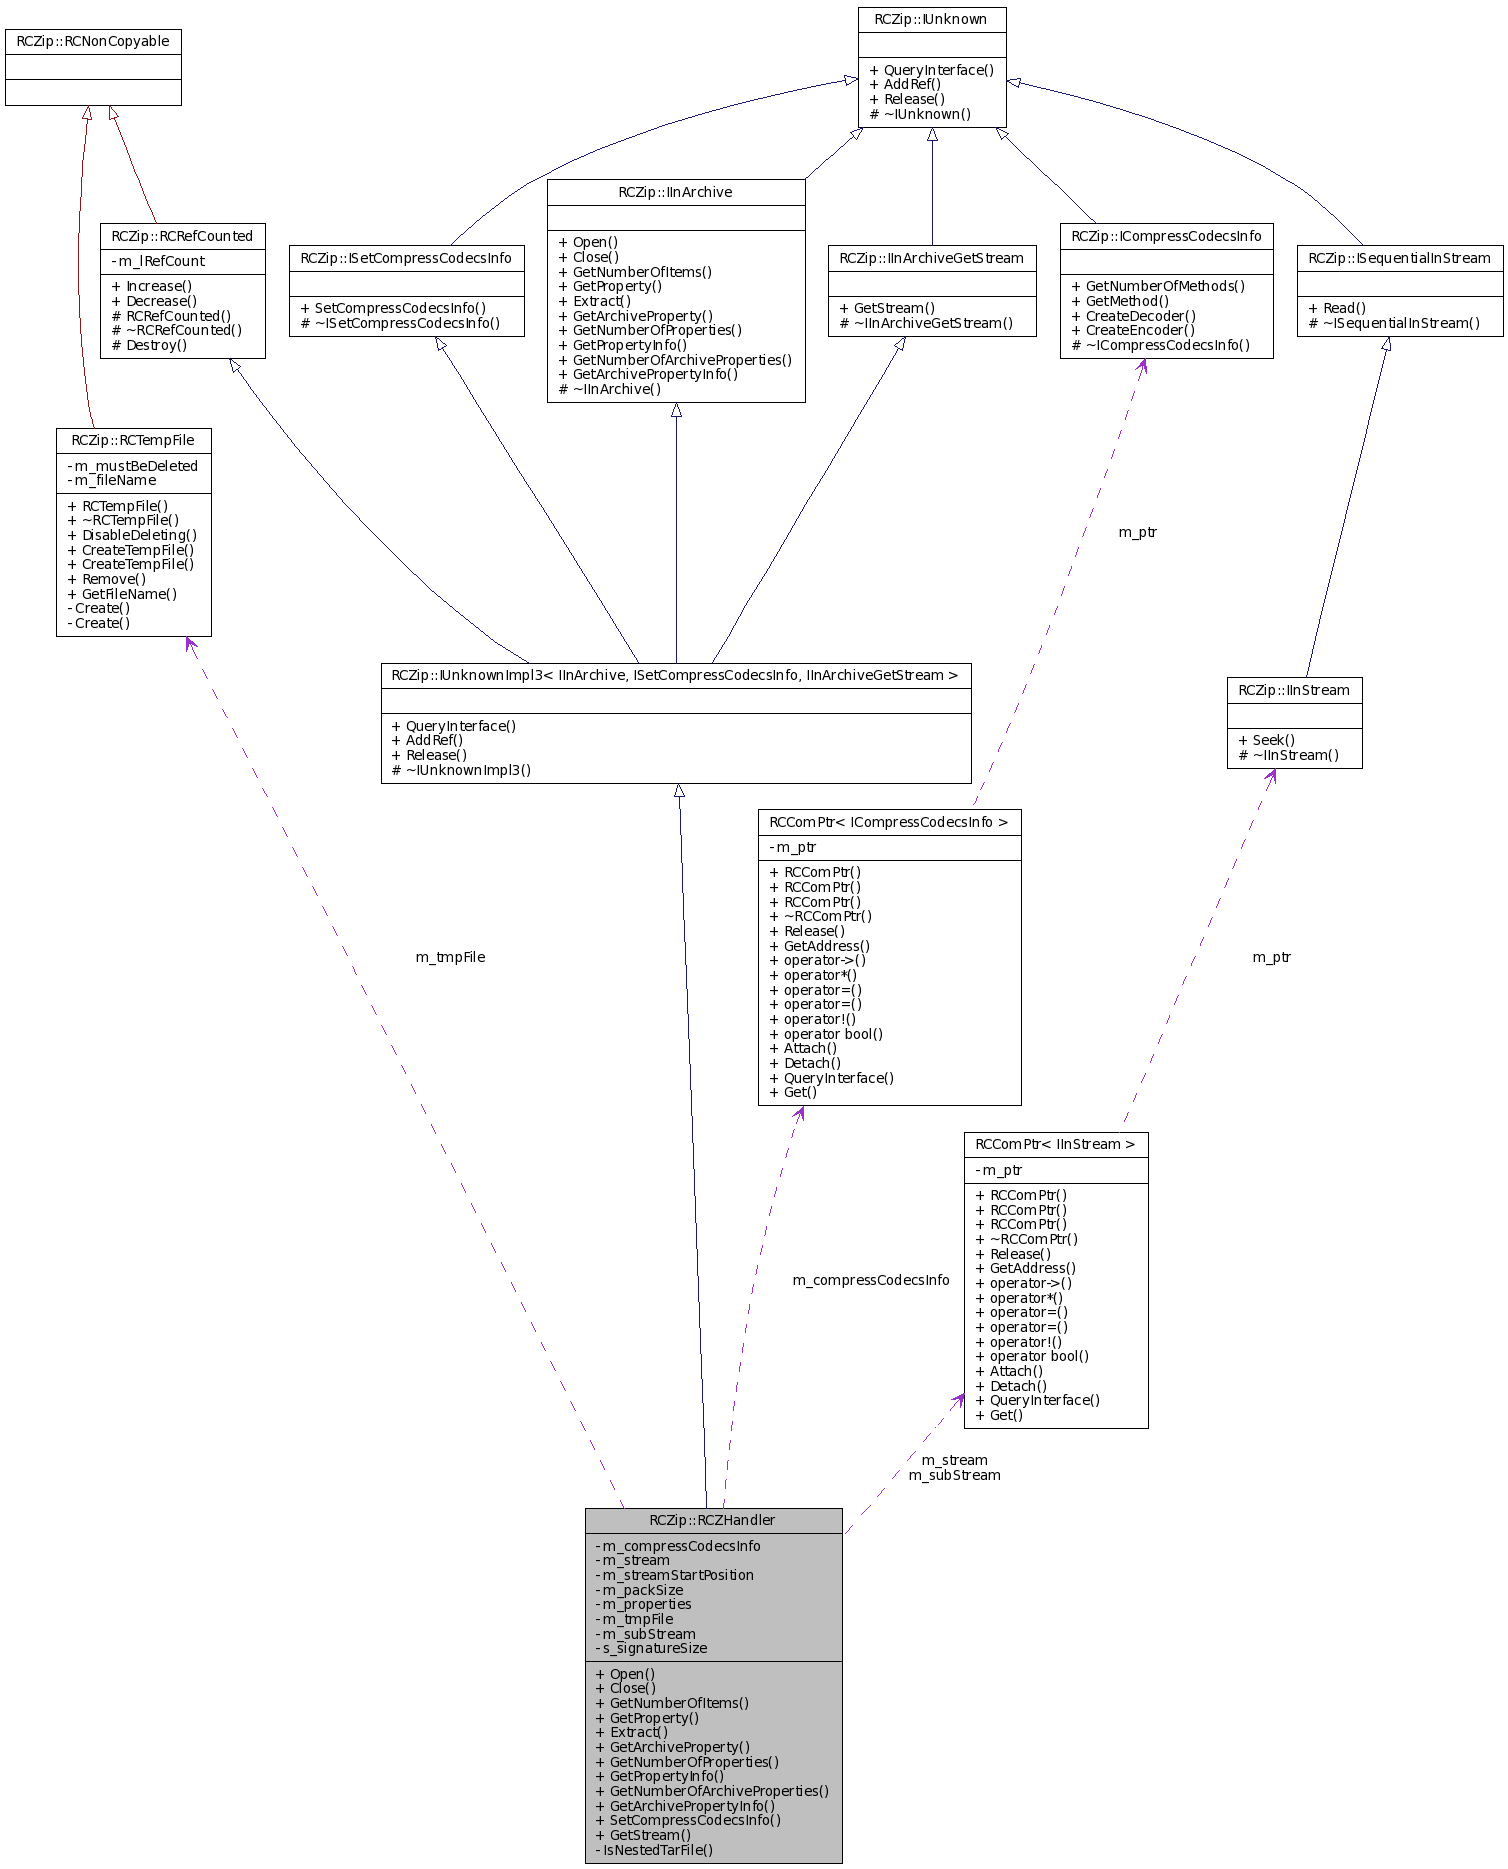 RCZip::IUnknown
+ QueryInterface()
+ AddRef()
+ Release()
# ~IUnknown()
RCZip::RCNonCopyable
RCZip::IInArchive
+ Open()
+ Close()
+ GetNumberOfItems()
+ GetProperty()
+ Extract()
+ GetArchiveProperty()
+ GetNumberOfProperties()
+ GetPropertyInfo()
+ GetNumberOfArchiveProperties()
+ GetArchivePropertyInfo()
# ~IInArchive()
RCZip::RCRefCounted
- m_lRefCount
+ Increase()
+ Decrease()
# RCRefCounted()
# ~RCRefCounted()
# Destroy()
RCZip::ISetCompressCodecsInfo
+ SetCompressCodecsInfo()
# ~ISetCompressCodecsInfo()
RCZip::IInArchiveGetStream
+ GetStream()
# ~IInArchiveGetStream()
RCZip::ICompressCodecsInfo
+ GetNumberOfMethods()
+ GetMethod()
+ CreateDecoder()
+ CreateEncoder()
# ~ICompressCodecsInfo()
RCZip::ISequentialInStream
+ Read()
# ~ISequentialInStream()
RCZip::RCTempFile
- m_mustBeDeleted
- m_fileName
+ RCTempFile()
+ ~RCTempFile()
+ DisableDeleting()
+ CreateTempFile()
+ CreateTempFile()
+ Remove()
+ GetFileName()
- Create()
- Create()
m_ptr
RCZip::IUnknownImpl3< IInArchive, ISetCompressCodecsInfo, IInArchiveGetStream >
+ QueryInterface()
+ AddRef()
+ Release()
# ~IUnknownImpl3()
RCZip::IInStream
+ Seek()
# ~IInStream()
RCComPtr< ICompressCodecsInfo >
- m_ptr
+ RCComPtr()
+ RCComPtr()
+ RCComPtr()
+ ~RCComPtr()
+ Release()
+ GetAddress()
+ operator->()
+ operator*()
+ operator=()
+ operator=()
+ operator!()
+ operator bool()
+ Attach()
+ Detach()
+ QueryInterface()
+ Get()
m_tmpFile
m_ptr
RCComPtr< IInStream >
- m_ptr
+ RCComPtr()
+ RCComPtr()
+ RCComPtr()
+ ~RCComPtr()
+ Release()
+ GetAddress()
+ operator->()
+ operator*()
+ operator=()
+ operator=()
+ operator!()
+ operator bool()
+ Attach()
+ Detach()
+ QueryInterface()
+ Get()
m_compressCodecsInfo
m_stream
m_subStream
RCZip::RCZHandler
- m_compressCodecsInfo
- m_stream
- m_streamStartPosition
- m_packSize
- m_properties
- m_tmpFile
- m_subStream
- s_signatureSize
+ Open()
+ Close()
+ GetNumberOfItems()
+ GetProperty()
+ Extract()
+ GetArchiveProperty()
+ GetNumberOfProperties()
+ GetPropertyInfo()
+ GetNumberOfArchiveProperties()
+ GetArchivePropertyInfo()
+ SetCompressCodecsInfo()
+ GetStream()
- IsNestedTarFile()